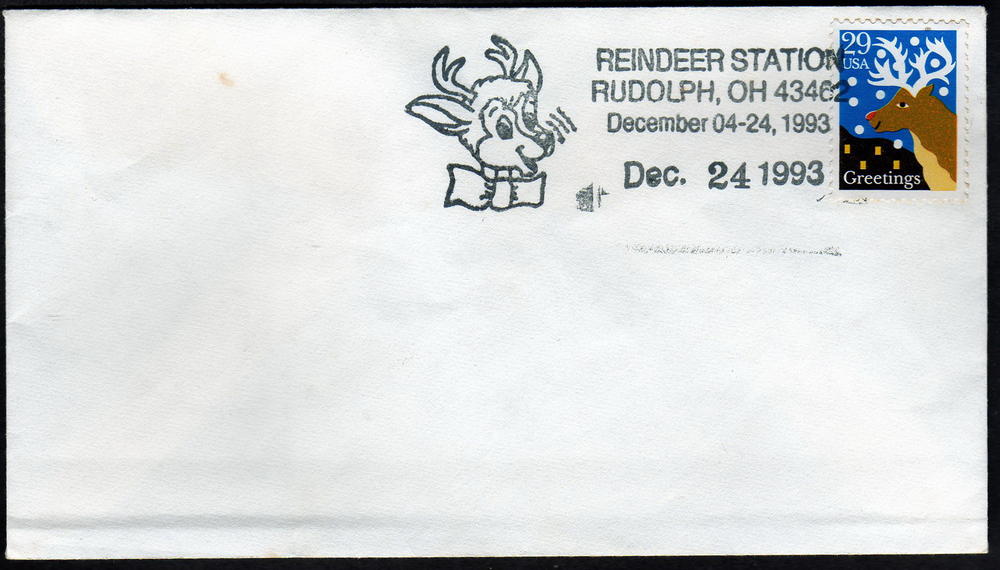 REINDEER STATION
RUDOLPH, OH 43462
December 04-24, 1993
Dec. 24 1993
29
USA
Greetings